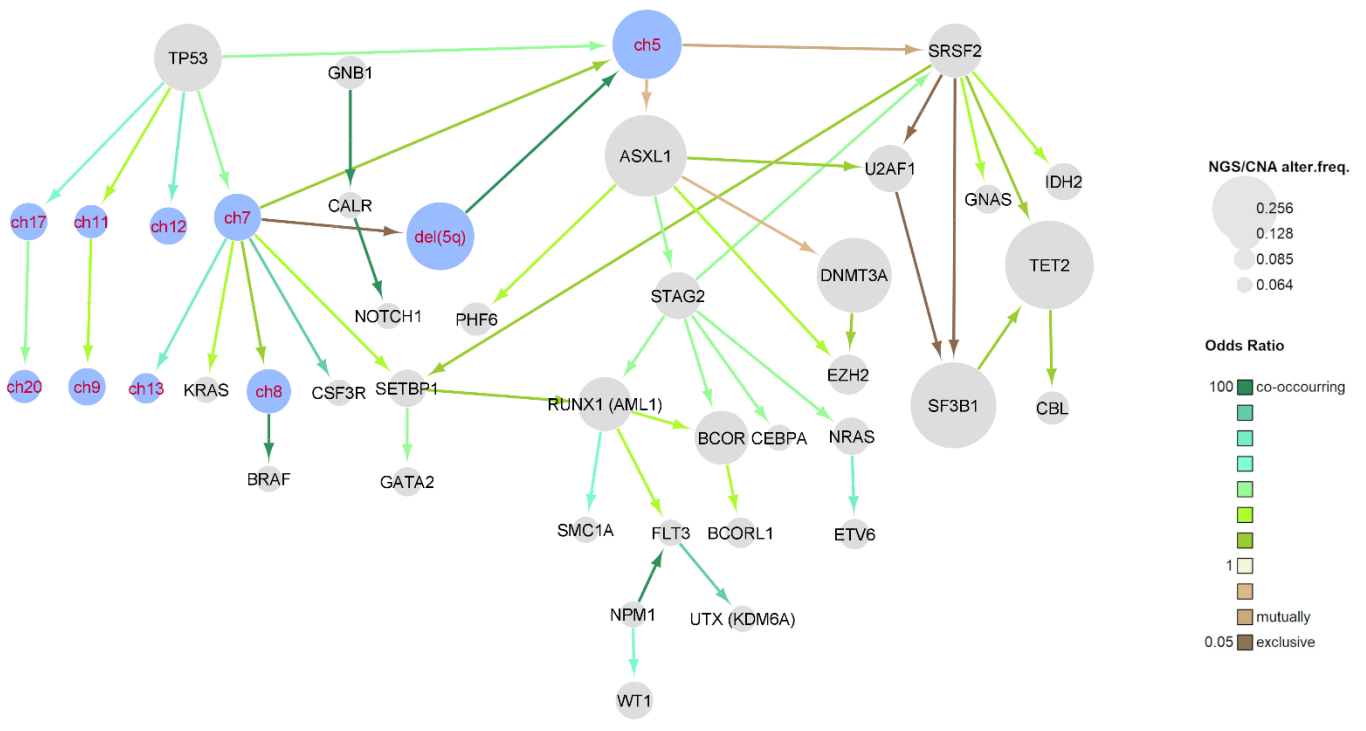 TP53
ch5
SRSF2
GNB1
ASXL1
U2AF1
IDH2
GNAS
NGS/CNA alter.freq.
0.256
0.128
0.085
0.064
ch17
ch11
ch12
ch7
CALR
del(5q)
DNMT3A
TET2
STAG2
NOTCH1
PHF6
Odds Ratio
ch20
ch9
ch13
KRAS
ch8
CSF3R
SETBP1
RUNX1 (AML1)
EZH2
SF3B1
CBL
100 co-occourring
BCOR
CEBPA
NRAS
BRAF
GATA2
SMC1A
FLT3
BCORL1
ETV6
1
NPM1
UTX (KDM6A)
mutually
0.05 exclusive
WT1